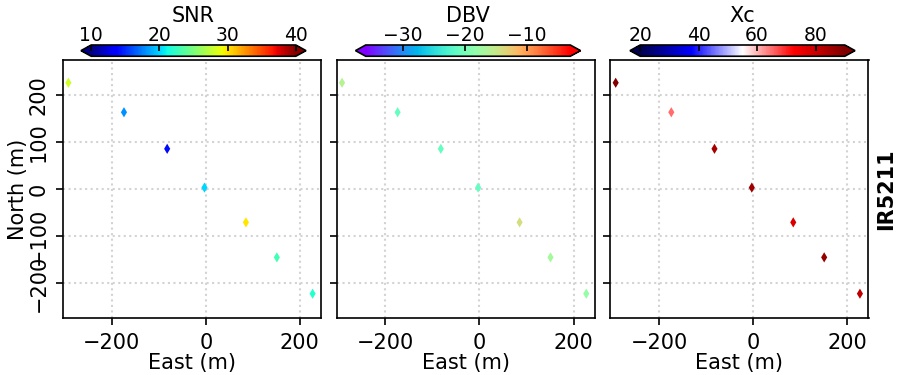 SNR DBV Xc
10 20 30 40 −30 −20 −10 20 40 60 80
200
100
0
−100
−200
North (m)
IR5211
−200 0 200 −200 0 200 −200 0 200
East (m) East (m) East (m)